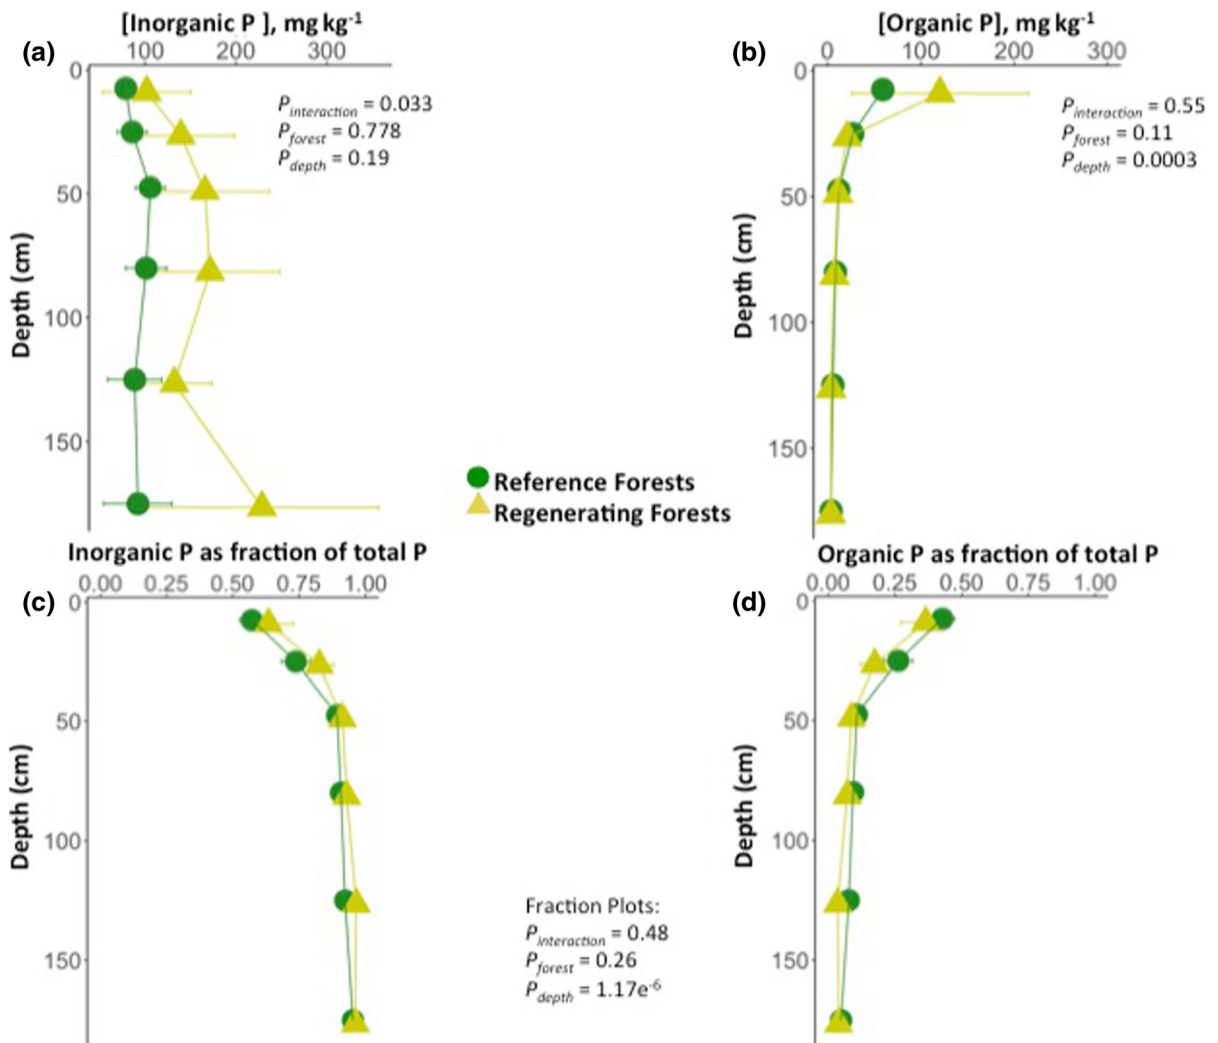 [Inorganic P ], mg kg-1
(a)
100 200 300
0
50
100
150
Depth (cm)
Pinteraction = 0.033
Pforest = 0.778
Pdepth = 0.19
[Organic P], mg kg-1
(b)
0 100 200 300
0
50
100
150
Depth (cm)
Pinteraction = 0.55
Pforest = 0.11
Pdepth = 0.0003
Reference Forests
Regenerating Forests
Inorganic P as fraction of total P
(c)
0.00 0.25 0.50 0.75 1.00
0
50
100
150
Depth (cm)
Fraction Plots:
Pinteraction = 0.48
Pforest = 0.26
Pdepth = 1.17e-6
Organic P as fraction of total P
(d)
0.00 0.25 0.50 0.75 1.00
0
50
100
150
Depth (cm)